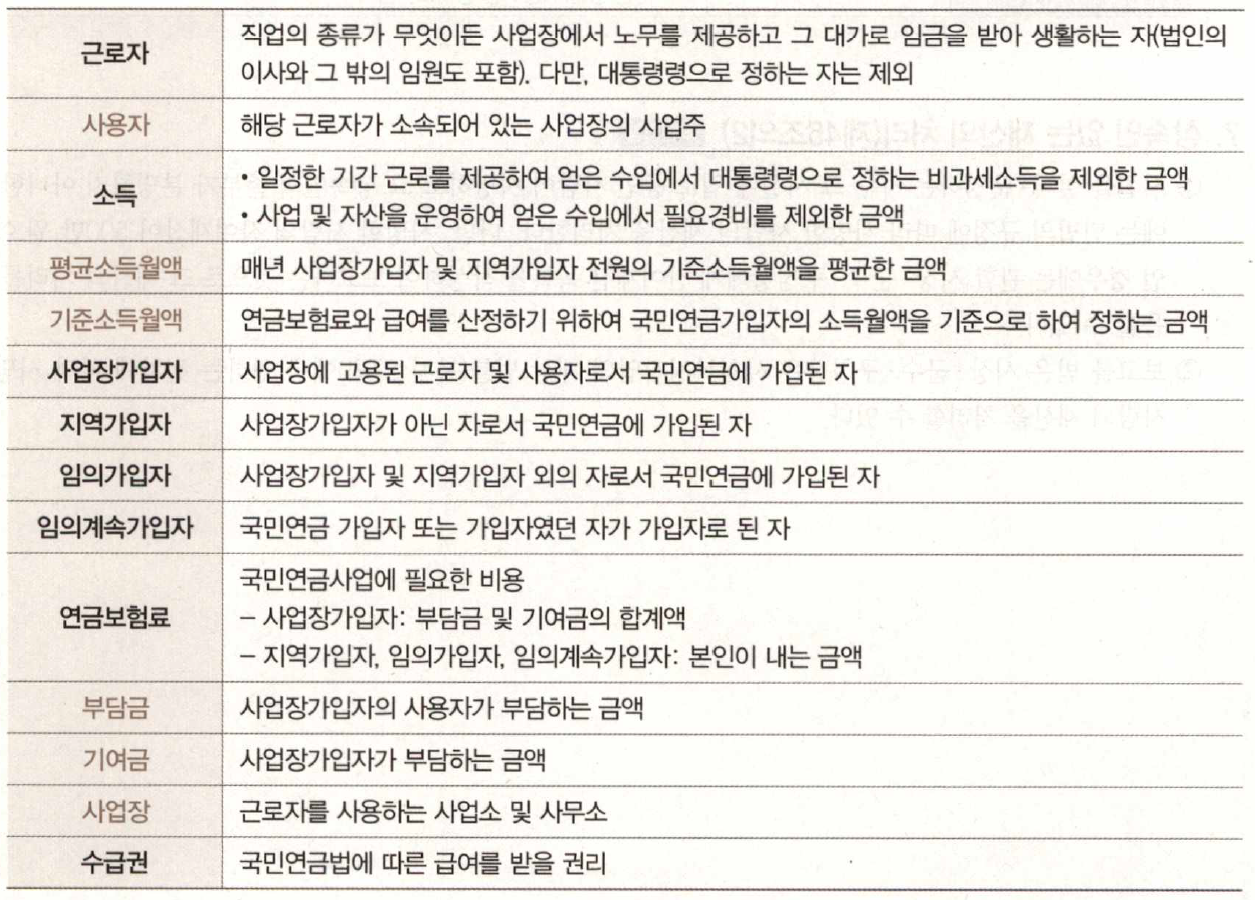 근로자
직업의 종류가 무엇이든 사업장에서 노무를 제공하고 그 대가로 임금을 받아 생활하는 자(법인의
이사와 그 밖의 임원도 포함). 다만, 대통령령으로 정하는 자는 제외
사용자
해당 근로자가 소속되어 있는 사업장의 사업주
소득
• 일정한 기간 근로를 제공하여 얻은 수입에서 대통령령으로 정하는 비과세소득을 제외한 금액
• 사업 및 자산을 운영하여 얻은 수입에서 필요경비를 제외한 금액
평균소득월액
매년 사업장가입자 및 지역가입자 전원의 기준소득월액을 평균한 금액
기준소득월액
연금보험료와 급여를 산정하기 위하여 국민연금가입자의 소득월액을 기준으로 하여 정하는 금액
사업장가입자
사업장에 고용된 근로자 및 사용자로서 국민연금에 가입된 자
지역가입자
사업장가입자가 아닌 자로서 국민연금에 가입된 자
임의가입자
사업장가입자 및 지역가입자 외의 자로서 국민연금에 가입된 자
임의계속가입자
국민연금 가입자 또는 가입자였던 자가 가입자로 된 자
연금보험료
국민연금사업에 필요한 비용
– 사업장가입자: 부담금 및 기여금의 합계액
– 지역가입자, 임의가입자, 임의계속가입자: 본인이 내는 금액
부담금
사업장가입자의 사용자가 부담하는 금액
기여금
사업장가입자가 부담하는 금액
사업장
근로자를 사용하는 사업소 및 사무소
수급권
국민연금법에 따른 급여를 받을 권리